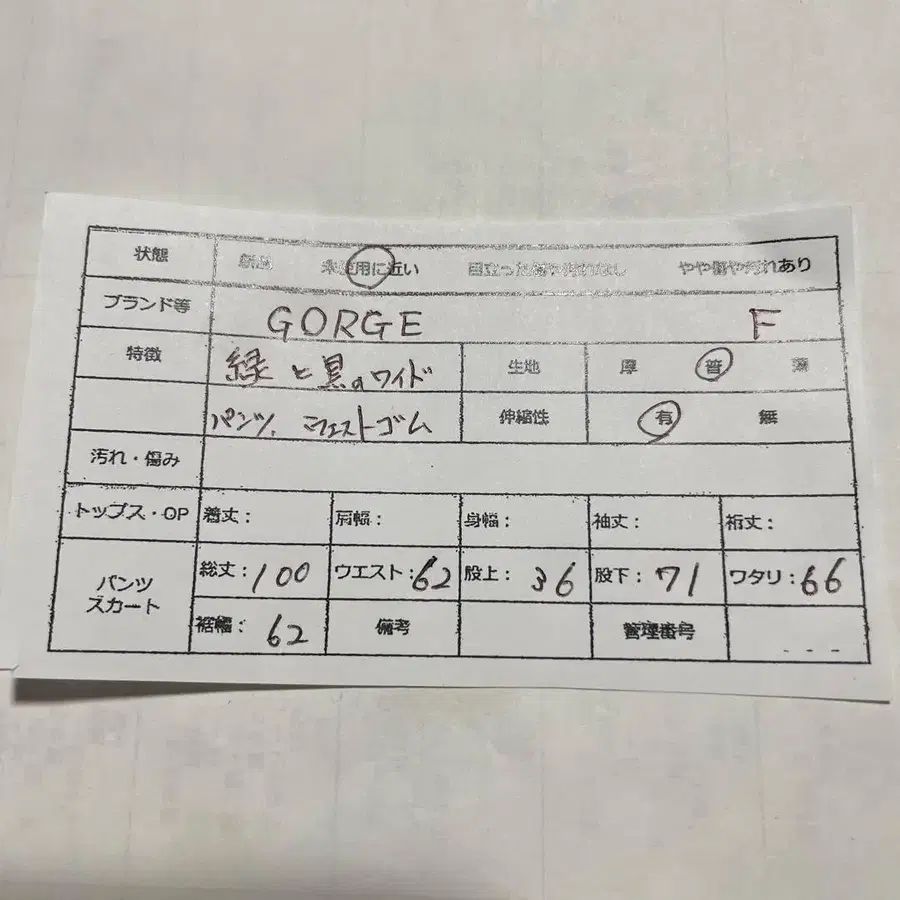 状態 新品 未使用に近い 目立った傷や汚れなし やや傷や汚れあり
ブランド等 GORGE F
特徴 緑と黒のワイド 生地 厚 普 薄
パンツ、ウエストゴム 伸縮性 有 無
汚れ・傷み
トップス・OP 着丈： 肩幅： 身幅： 袖丈： 裄丈：
パンツ スカート 総丈：100 ウエスト：62 股上：36 股下：71 ワタリ：66
裾幅：62 備考 管理番号 ---